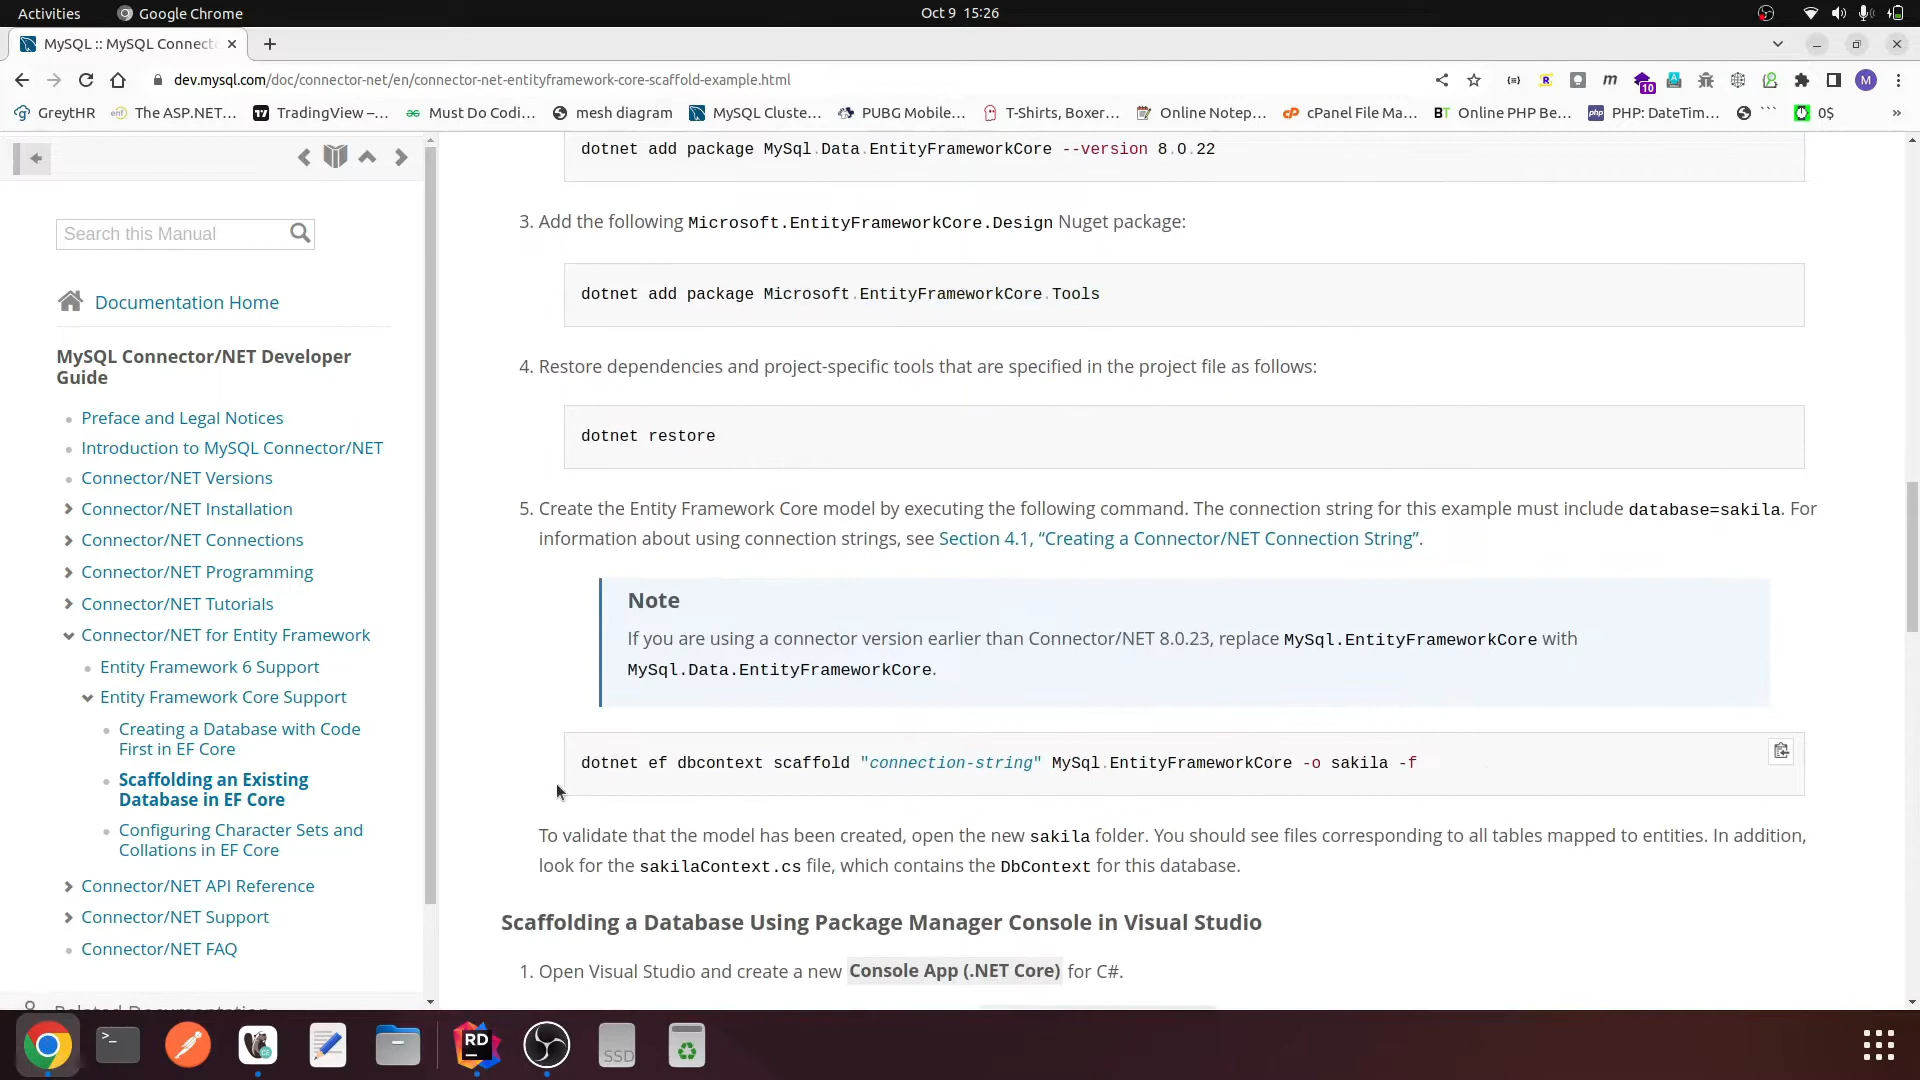 Activities
Google Chrome
Oct 9 15:26
MySQL :: MySQL Connect
dev.mysql.com/doc/connector-net/en/connector-net-entityframework-core-scaffold-example.html
10
M
GreytHR
The ASP.NET...
TradingView –...
Must Do Codi...
mesh diagram
MySQL Cluste...
PUBG Mobile...
T-Shirts, Boxer...
Online Notep...
cPanel File Ma...
Online PHP Be...
PHP: DateTim...
0$
Search this Manual
Documentation Home
MySQL Connector/NET Developer
Guide
Preface and Legal Notices
Introduction to MySQL Connector/NET
Connector/NET Versions
Connector/NET Installation
Connector/NET Connections
Connector/NET Programming
Connector/NET Tutorials
Connector/NET for Entity Framework
Entity Framework 6 Support
Entity Framework Core Support
Creating a Database with Code
First in EF Core
Scaffolding an Existing
Database in EF Core
Configuring Character Sets and
Collations in EF Core
Connector/NET API Reference
Connector/NET Support
Connector/NET FAQ
Related Documentation
dotnet add package MySql.Data.EntityFrameworkCore --version 8.0.22
3. Add the following Microsoft.EntityFrameworkCore.Design Nuget package:
dotnet add package Microsoft.EntityFrameworkCore.Tools
4. Restore dependencies and project-specific tools that are specified in the project file as follows:
dotnet restore
5. Create the Entity Framework Core model by executing the following command. The connection string for this example must include database=sakila. For
information about using connection strings, see Section 4.1, “Creating a Connector/NET Connection String”.
Note
If you are using a connector version earlier than Connector/NET 8.0.23, replace MySql.EntityFrameworkCore with
MySql.Data.EntityFrameworkCore.
dotnet ef dbcontext scaffold "connection-string" MySql.EntityFrameworkCore -o sakila -f
To validate that the model has been created, open the new sakila folder. You should see files corresponding to all tables mapped to entities. In addition,
look for the sakilaContext.cs file, which contains the DbContext for this database.
Scaffolding a Database Using Package Manager Console in Visual Studio
1. Open Visual Studio and create a new Console App (.NET Core) for C#.
RD
SSD